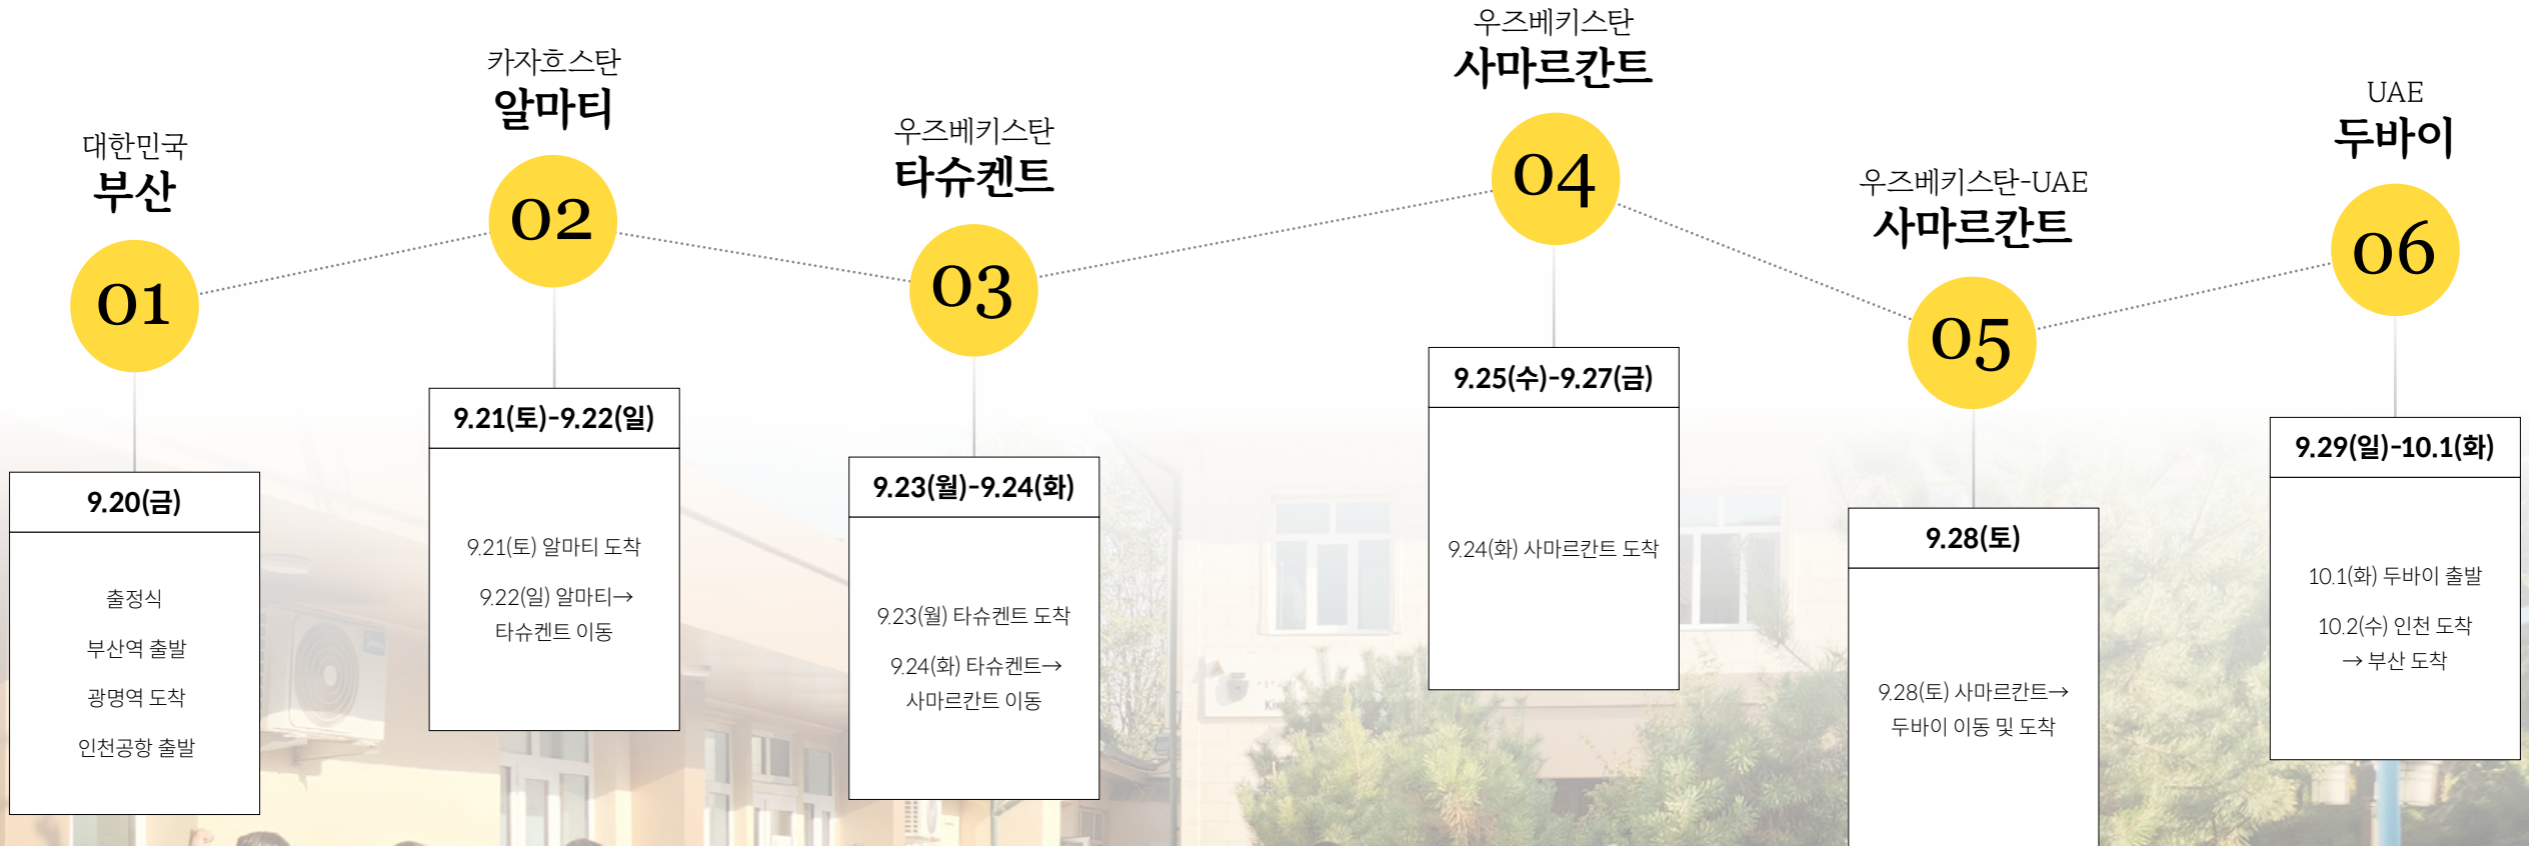 대한민국
부산
01
9.20(금)
출정식
부산역 출발
광명역 도착
인천공항 출발
카자흐스탄
알마티
02
9.21(토)-9.22(일)
9.21(토) 알마티 도착
9.22(일) 알마티→
타슈켄트 이동
우즈베키스탄
타슈켄트
03
9.23(월)-9.24(화)
9.23(월) 타슈켄트 도착
9.24(화) 타슈켄트→
사마르칸트 이동
우즈베키스탄
사마르칸트
04
9.25(수)-9.27(금)
9.24(화) 사마르칸트 도착
우즈베키스탄-UAE
사마르칸트
05
9.28(토)
9.28(토) 사마르칸트→
두바이 이동 및 도착
UAE
두바이
06
9.29(일)-10.1(화)
10.1(화) 두바이 출발
10.2(수) 인천 도착
→ 부산 도착